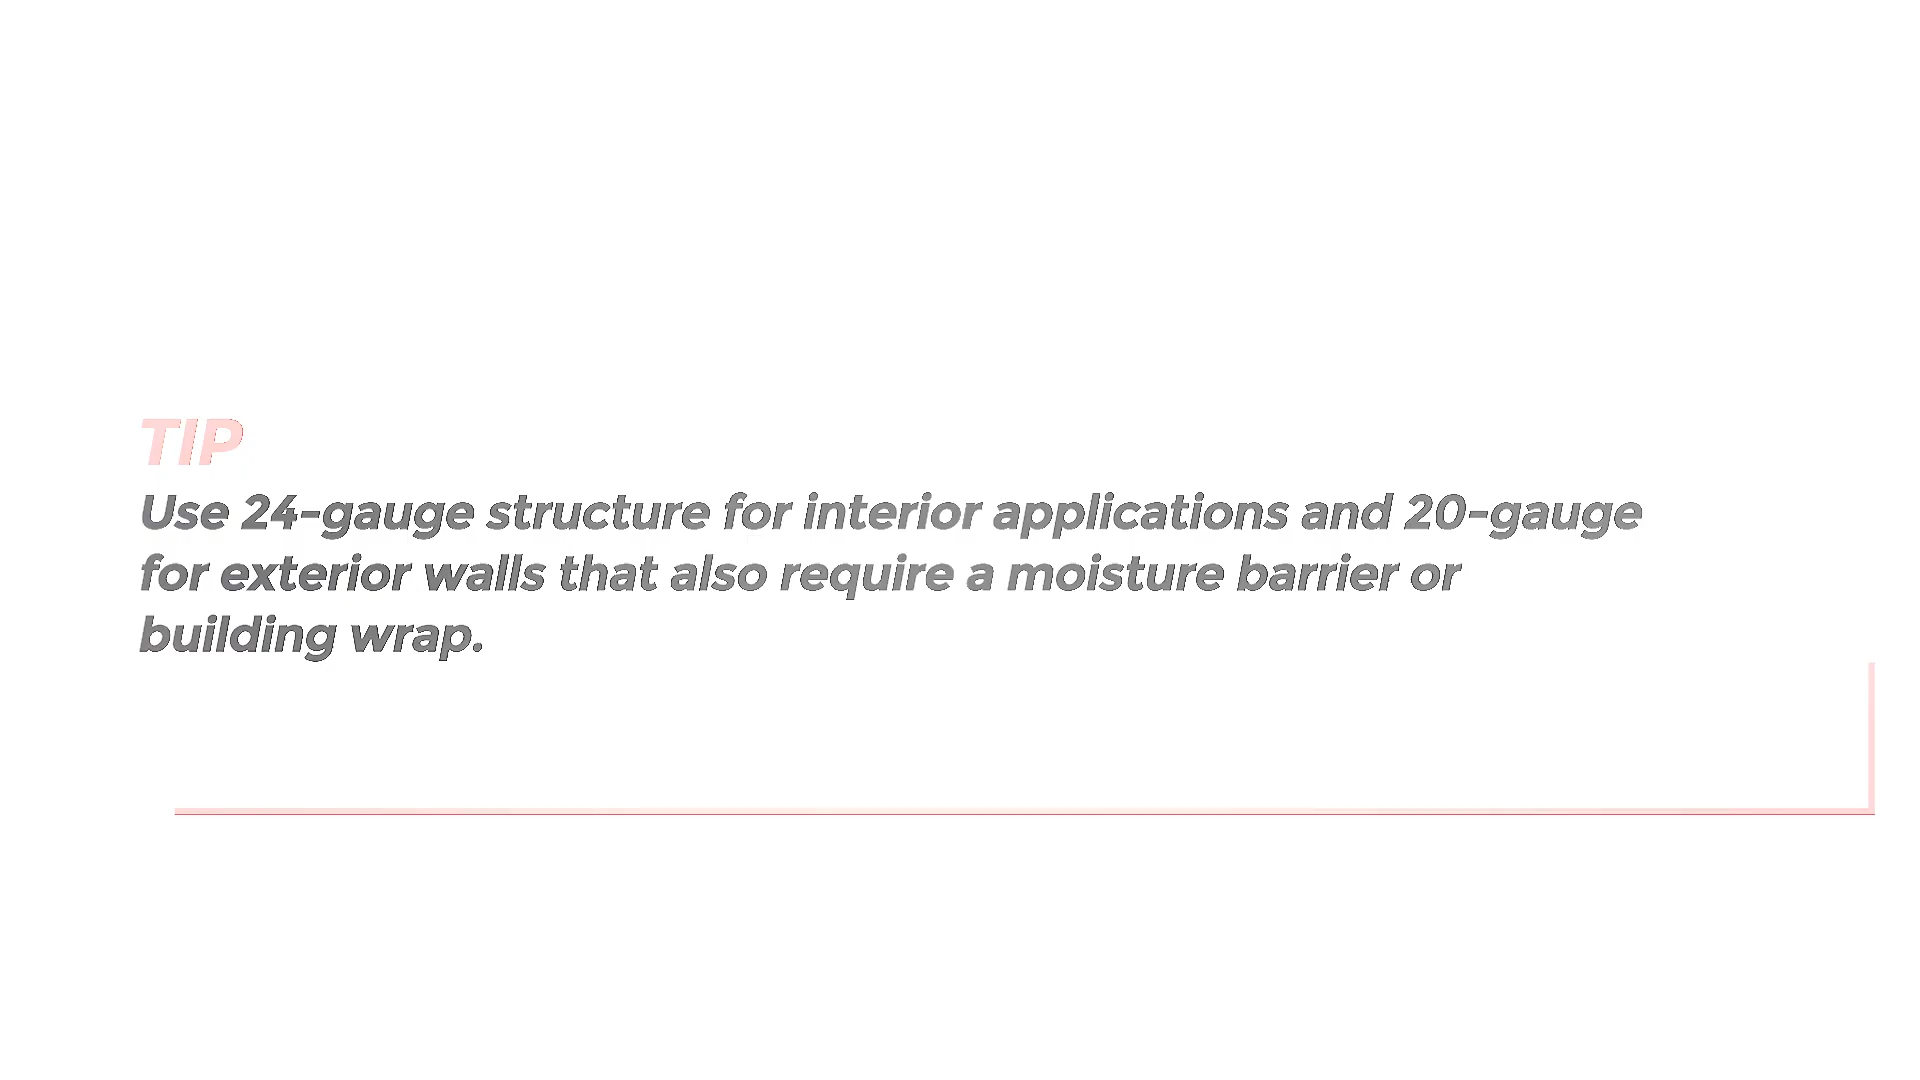 TIP
Use 24-gauge structure for interior applications and 20-gauge
for exterior walls that also require a moisture barrier or
building wrap.